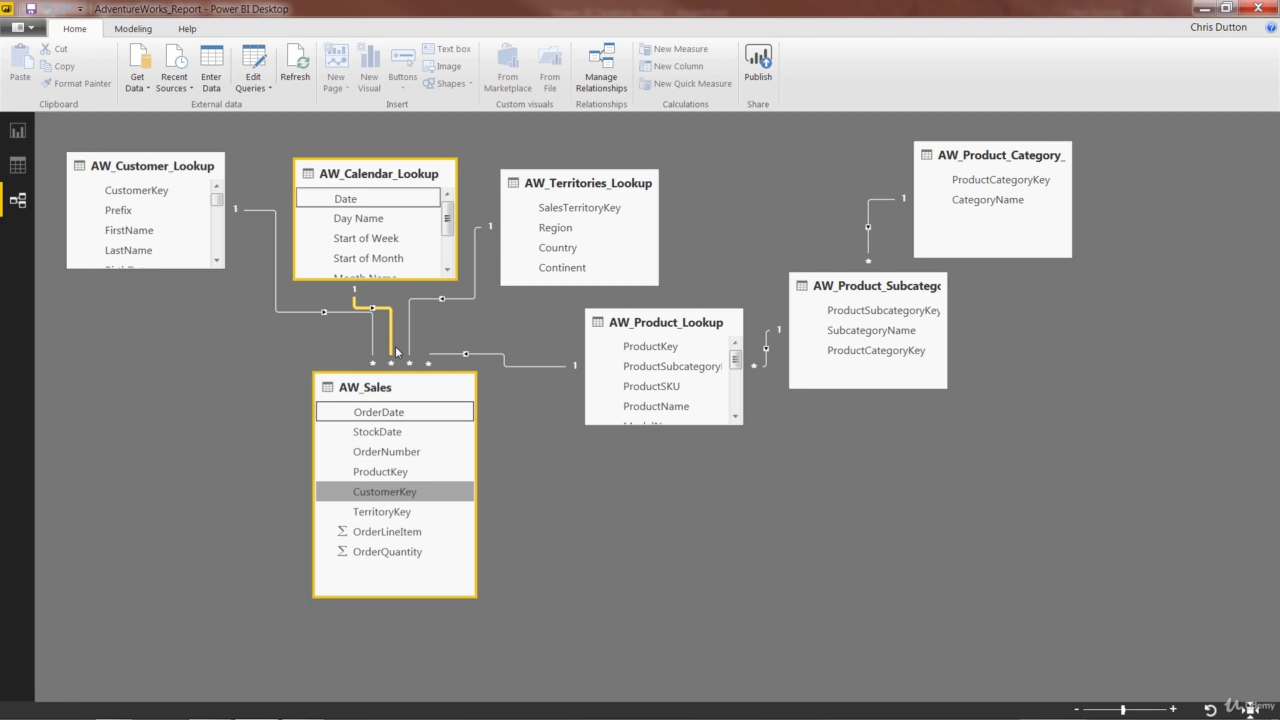 AdventureWorks_Report - Power BI Desktop
Home
Modeling
Help
Chris Dutton
Paste
Cut
Copy
Format Painter
Clipboard
Get Data
Recent Sources
Enter Data
Edit Queries
Refresh
External data
New Page
New Visual
Buttons
Text box
Image
Shapes
Insert
From Marketplace
From File
Custom visuals
Manage Relationships
Relationships
New Measure
New Column
New Quick Measure
Calculations
Publish
Share
AW_Customer_Lookup
CustomerKey
Prefix
FirstName
LastName
1
AW_Calendar_Lookup
Date
Day Name
Start of Week
Start of Month
Month Name
1
AW_Territories_Lookup
SalesTerritoryKey
Region
Country
Continent
1
AW_Product_Category_
ProductCategoryKey
CategoryName
1
*
AW_Product_Subcatego
ProductSubcategoryKey
SubcategoryName
ProductCategoryKey
1
*
AW_Product_Lookup
ProductKey
ProductSubcategory
ProductSKU
ProductName
1
* * * *
AW_Sales
OrderDate
StockDate
OrderNumber
ProductKey
CustomerKey
TerritoryKey
Σ OrderLineItem
Σ OrderQuantity
- +
Udemy